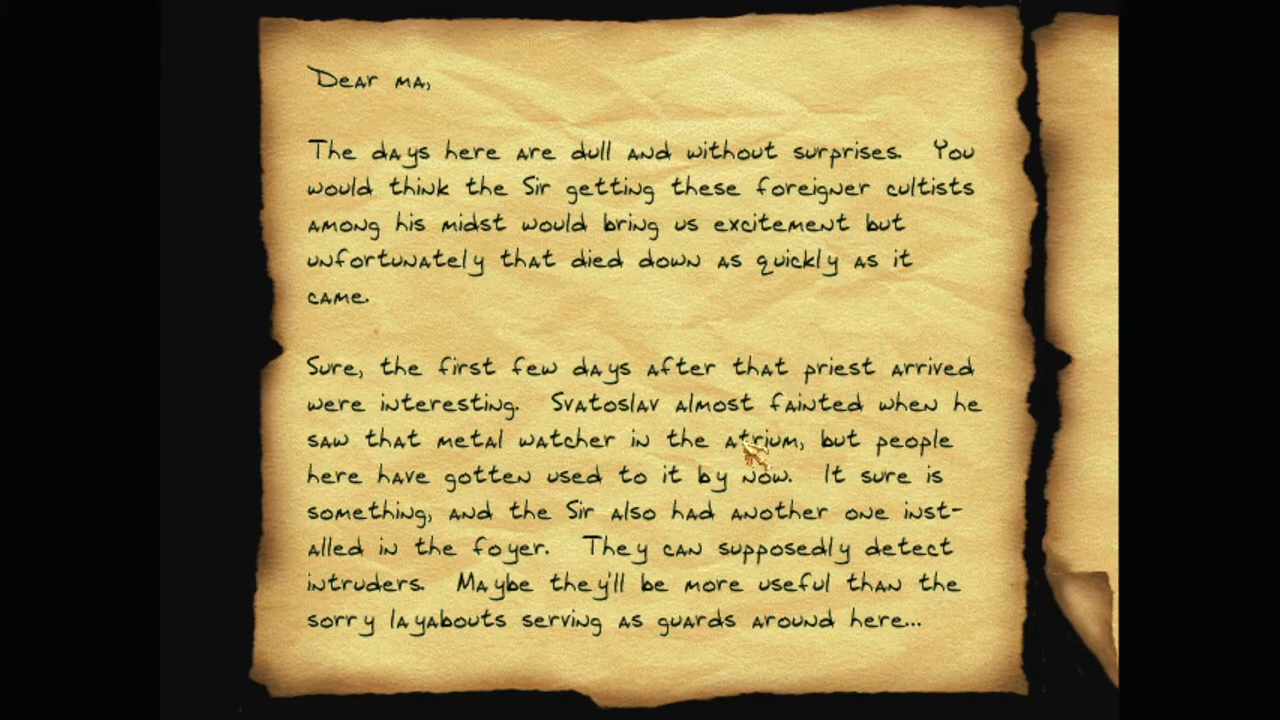 Dear ma,
The days here are dull and without surprises. You
would think the Sir getting these foreigner cultists
among his midst would bring us excitement but
unfortunately that died down as quickly as it
came.
Sure, the first few days after that priest arrived
were interesting. Svatoslav almost fainted when he
saw that metal watcher in the atrium, but people
here have gotten used to it by now. It sure is
something, and the Sir also had another one inst-
alled in the foyer. They can supposedly detect
intruders. Maybe they'll be more useful than the
sorry layabouts serving as guards around here...